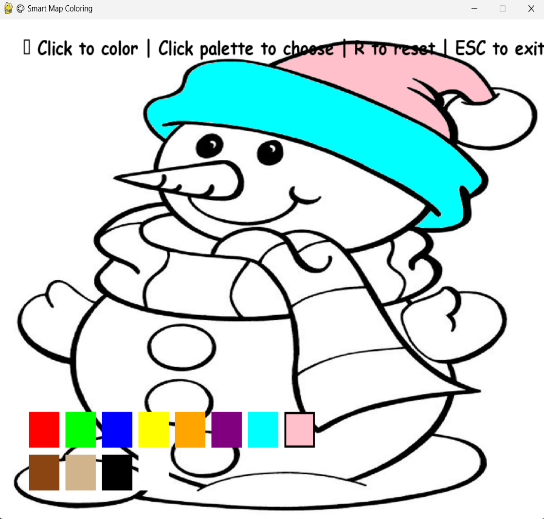 Smart Map Coloring
▯ Click to color | Click palette to choose | R to reset | ESC to exit